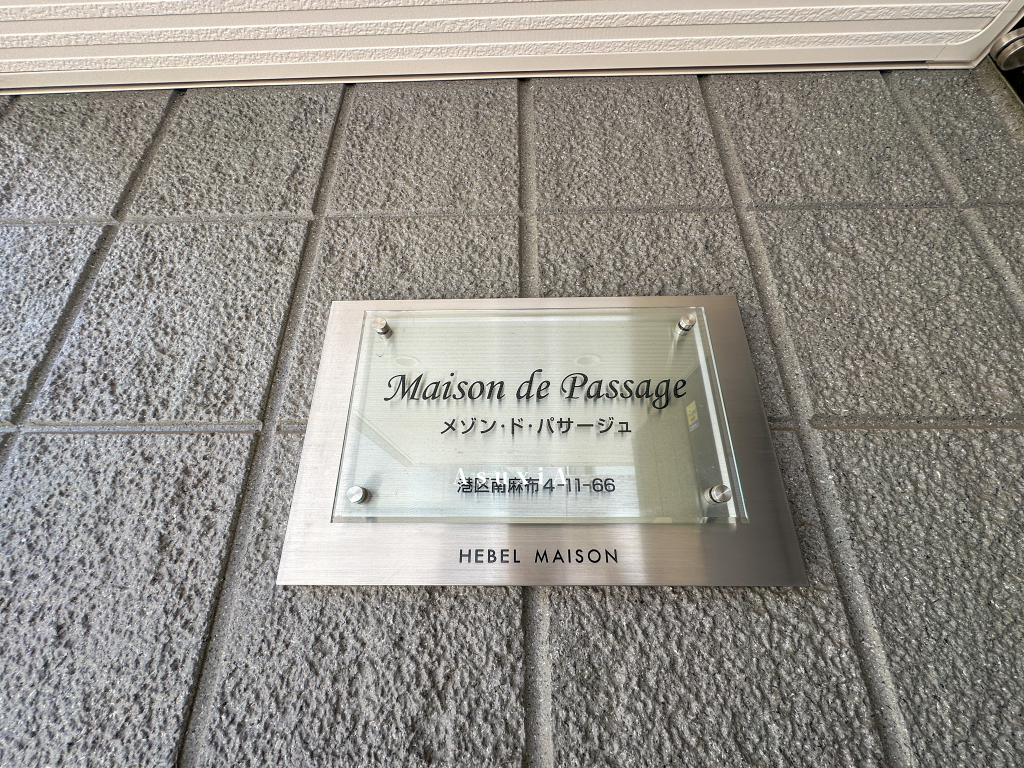 Maison de Passage
メゾン・ド・パサージュ
AsuxiA
港区南麻布4-11-66
HEBEL MAISON